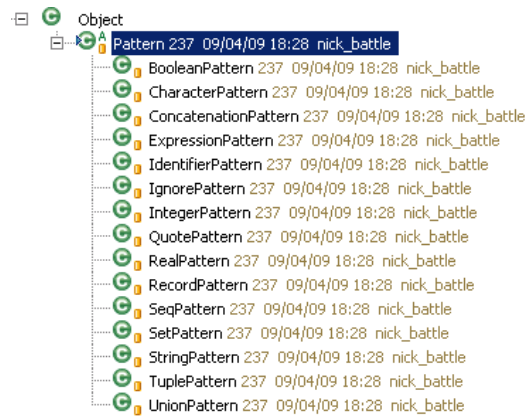 Object
Pattern 237 09/04/09 18:28 nick_battle
BooleanPattern 237 09/04/09 18:28 nick_battle
CharacterPattern 237 09/04/09 18:28 nick_battle
ConcatenationPattern 237 09/04/09 18:28 nick_battle
ExpressionPattern 237 09/04/09 18:28 nick_battle
IdentifierPattern 237 09/04/09 18:28 nick_battle
IgnorePattern 237 09/04/09 18:28 nick_battle
IntegerPattern 237 09/04/09 18:28 nick_battle
QuotePattern 237 09/04/09 18:28 nick_battle
RealPattern 237 09/04/09 18:28 nick_battle
RecordPattern 237 09/04/09 18:28 nick_battle
SeqPattern 237 09/04/09 18:28 nick_battle
SetPattern 237 09/04/09 18:28 nick_battle
StringPattern 237 09/04/09 18:28 nick_battle
TuplePattern 237 09/04/09 18:28 nick_battle
UnionPattern 237 09/04/09 18:28 nick_battle